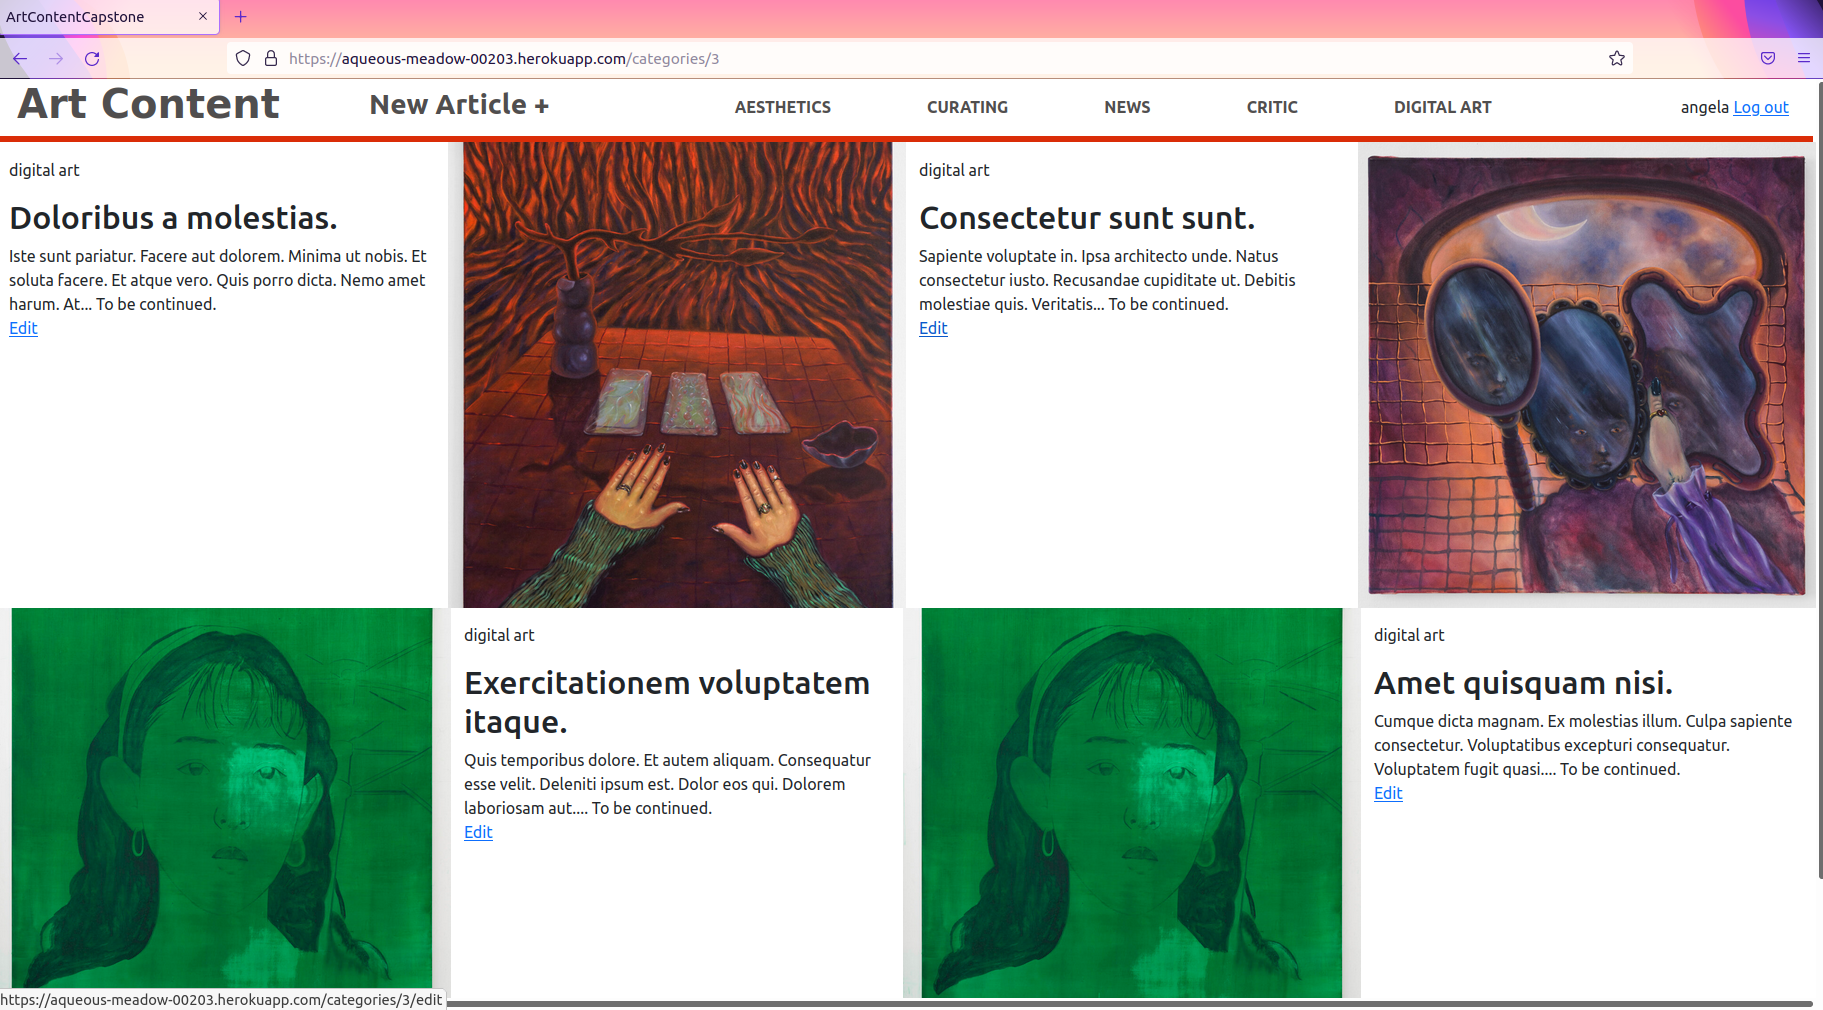 ArtContentCapstone
https://aqueous-meadow-00203.herokuapp.com/categories/3
Art Content
New Article +
AESTHETICS
CURATING
NEWS
CRITIC
DIGITAL ART
angela Log out
digital art
Doloribus a molestias.
Iste sunt pariatur. Facere aut dolorem. Minima ut nobis. Et
soluta facere. Et atque vero. Quis porro dicta. Nemo amet
harum. At... To be continued.
Edit
digital art
Consectetur sunt sunt.
Sapiente voluptate in. Ipsa architecto unde. Natus
consectetur iusto. Recusandae cupiditate ut. Debitis
molestiae quis. Veritatis... To be continued.
Edit
digital art
Exercitationem voluptatem
itaque.
Quis temporibus dolore. Et autem aliquam. Consequatur
esse velit. Deleniti ipsum est. Dolor eos qui. Dolorem
laboriosam aut.... To be continued.
Edit
digital art
Amet quisquam nisi.
Cumque dicta magnam. Ex molestias illum. Culpa sapiente
consectetur. Voluptatibus excepturi consequatur.
Voluptatem fugit quasi.... To be continued.
Edit
https://aqueous-meadow-00203.herokuapp.com/categories/3/edit